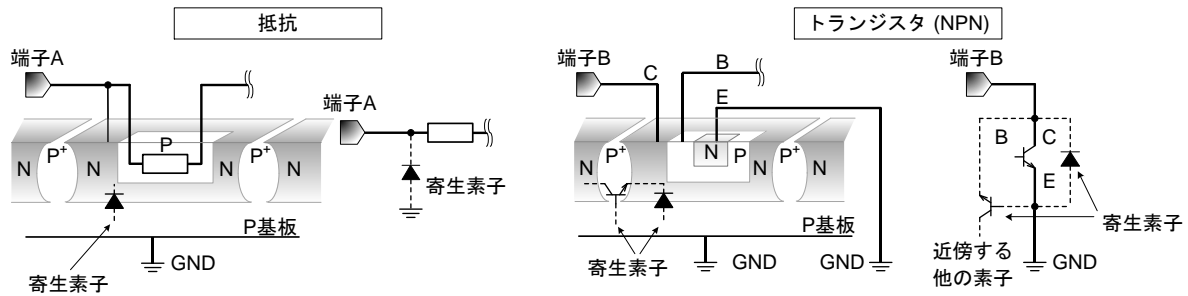 抵抗
端子A
P
N
P+
N
N
P+
N
寄生素子
P基板
GND
端子A
寄生素子
トランジスタ (NPN)
端子B
C
B
E
N
P+
N
N
P
N
P+
N
寄生素子
P基板
GND
GND
端子B
B
C
E
寄生素子
近傍する
他の素子
GND